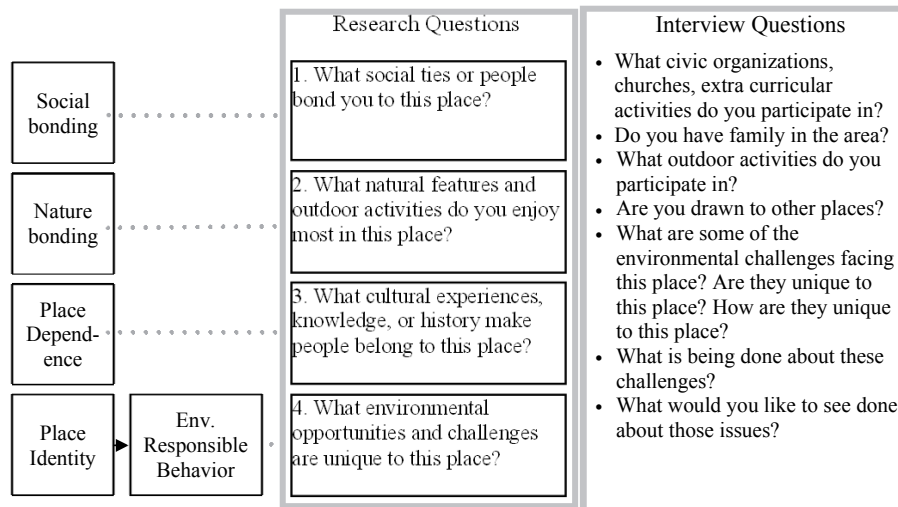 Research Questions
Social
bonding
1. What social ties or people
bond you to this place?
Nature
bonding
2. What natural features and
outdoor activities do you enjoy
most in this place?
Place
Depend-
ence
3. What cultural experiences,
knowledge, or history make
people belong to this place?
Place
Identity
Env.
Responsible
Behavior
4. What environmental
opportunities and challenges
are unique to this place?
Interview Questions
• What civic organizations,
churches, extra curricular
activities do you participate in?
• Do you have family in the area?
• What outdoor activities do you
participate in?
• Are you drawn to other places?
• What are some of the
environmental challenges facing
this place? Are they unique to
this place? How are they unique
to this place?
• What is being done about these
challenges?
• What would you like to see done
about those issues?